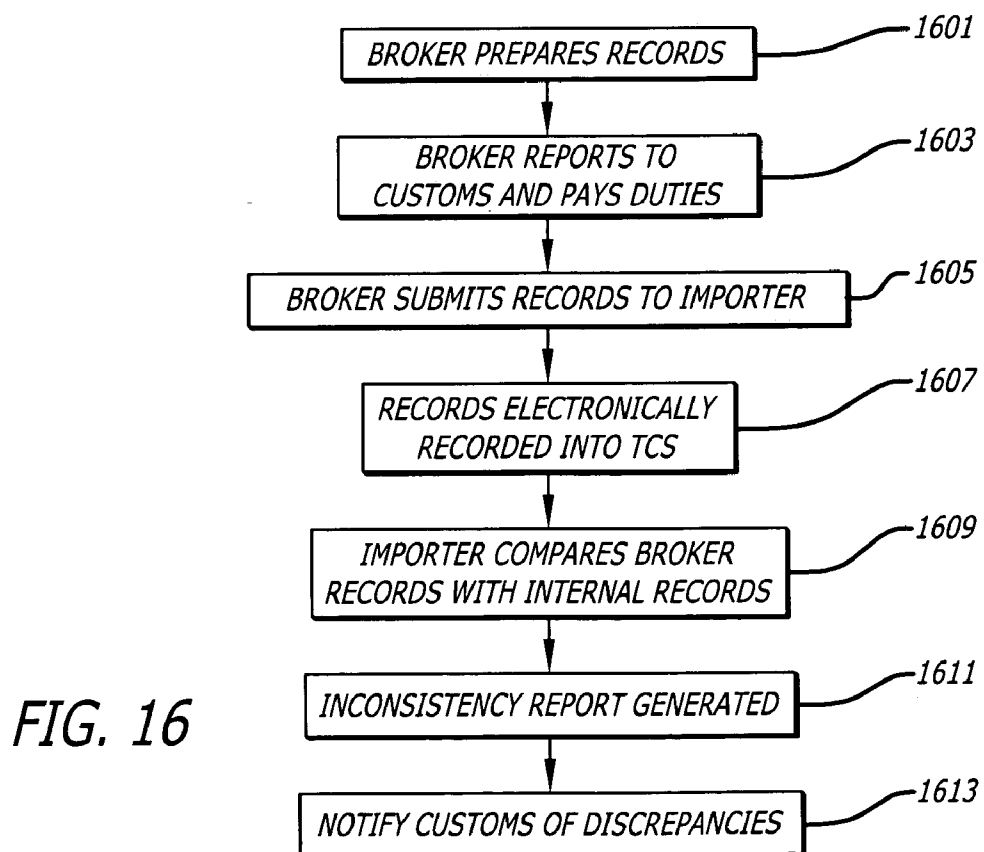 BROKER PREPARES RECORDS
1601
BROKER REPORTS TO
CUSTOMS AND PAYS DUTIES
1603
BROKER SUBMITS RECORDS TO IMPORTER
1605
RECORDS ELECTRONICALLY
RECORDED INTO TCS
1607
IMPORTER COMPARES BROKER
RECORDS WITH INTERNAL RECORDS
1609
INCONSISTENCY REPORT GENERATED
1611
FIG. 16
NOTIFY CUSTOMS OF DISCREPANCIES
1613